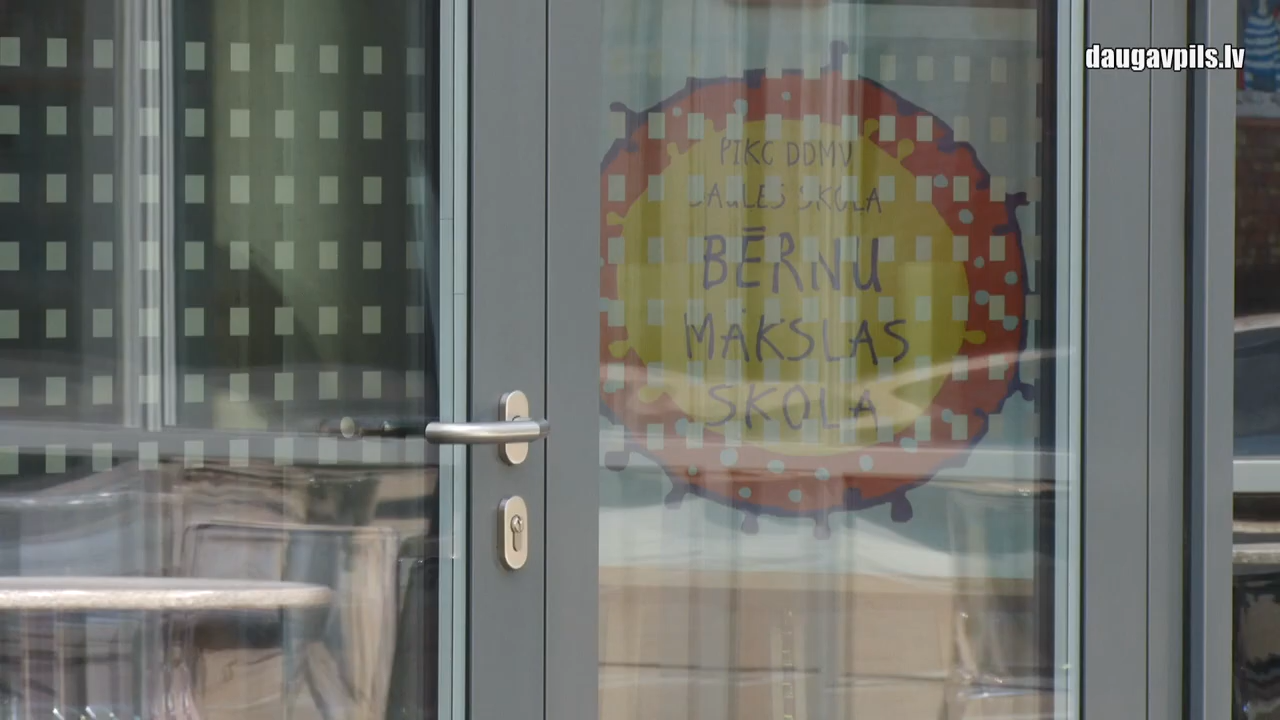 daugavpils.lv
PIKC DDMV
SAULES SKOLA
BĒRNU
MĀKSLAS
SKOLA